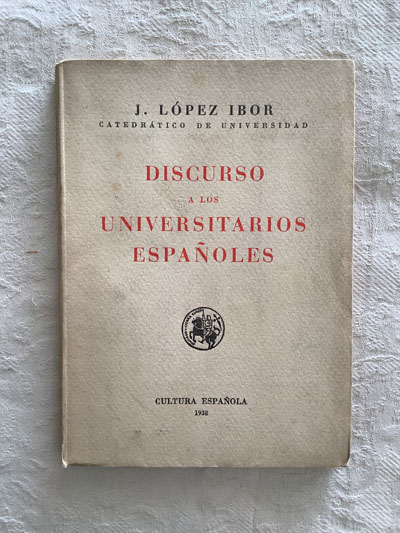 J. LÓPEZ IBOR
CATEDRÁTICO DE UNIVERSIDAD
DISCURSO
A LOS
UNIVERSITARIOS
ESPAÑOLES
CULTURA ESPAÑOLA
1938